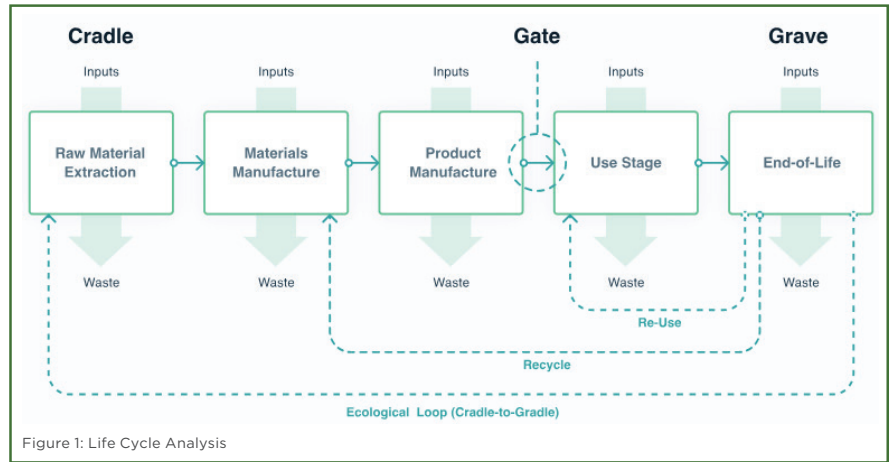 Cradle
Gate
Grave
Inputs
Inputs
Inputs
Inputs
Inputs
Raw Material
Extraction
Materials
Manufacture
Product
Manufacture
Use Stage
End-of-Life
Waste
Waste
Waste
Waste
Waste
Re-Use
Recycle
Ecological Loop (Cradle-to-Gradle)
Figure 1: Life Cycle Analysis